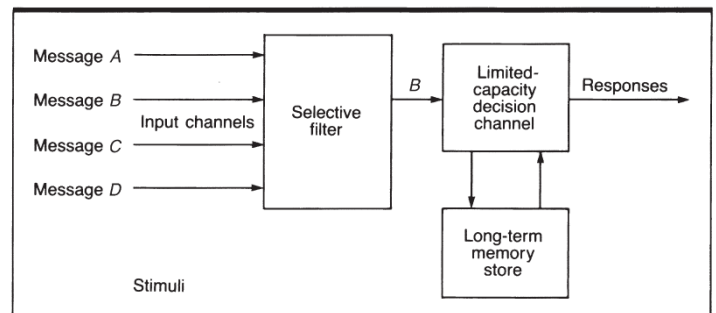 Message A
Message B
Input channels
Message C
Message D
Stimuli
Selective
filter
B
Limited-
capacity
decision
channel
Responses
Long-term
memory
store